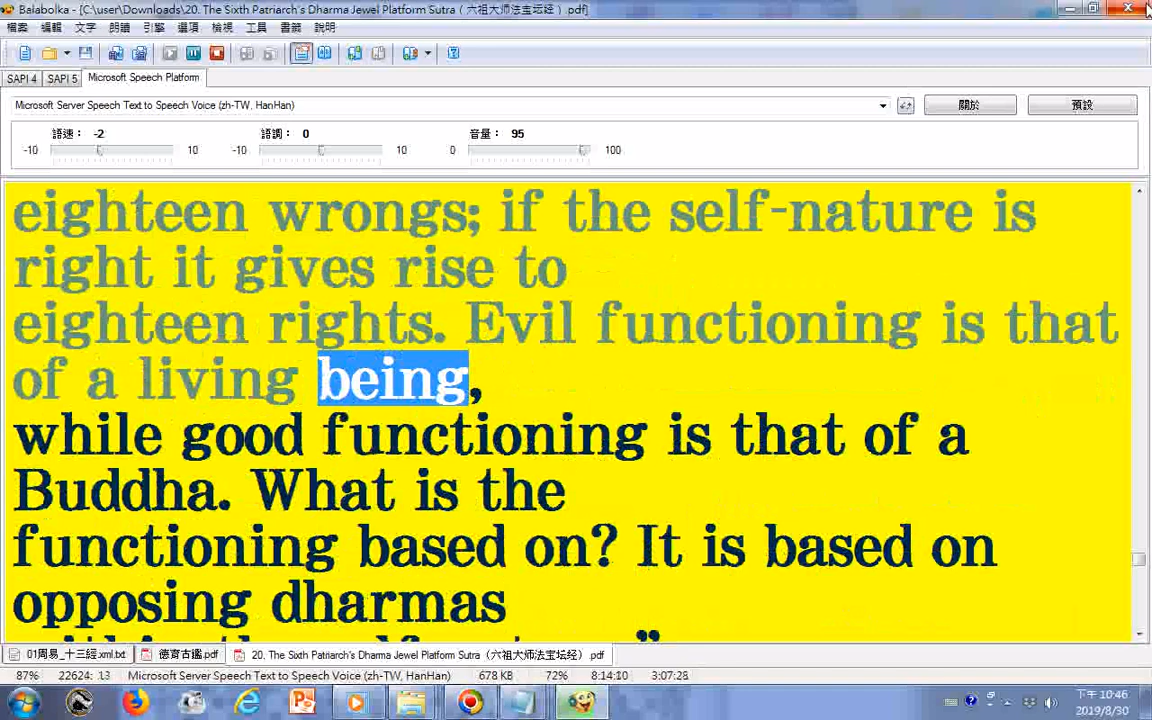 Balabolka - [C:\user\Downloads\20. The Sixth Patriarch's Dharma Jewel Platform Sutra（六祖大师法宝坛经）.pdf]
檔案 編輯 文字 朗讀 引擎 選項 檢視 工具 書籤 說明
SAPI 4 SAPI 5 Microsoft Speech Platform
Microsoft Server Speech Text to Speech Voice (zh-TW, HanHan) 關於 預設
語速： -2 語調： 0 音量： 95
-10 10 -10 10 0 100
eighteen wrongs; if the self-nature is
right it gives rise to
eighteen rights. Evil functioning is that
of a living being,
while good functioning is that of a
Buddha. What is the
functioning based on? It is based on
opposing dharmas
01周易_十三經.xml.txt 德育古鑑.pdf 20. The Sixth Patriarch's Dharma Jewel Platform Sutra（六祖大师法宝坛经）.pdf
87% 22624: 13 Microsoft Server Speech Text to Speech Voice (zh-TW, HanHan) 678 KB 72% 8:14:10 3:07:28
下午 10:46
2019/8/30